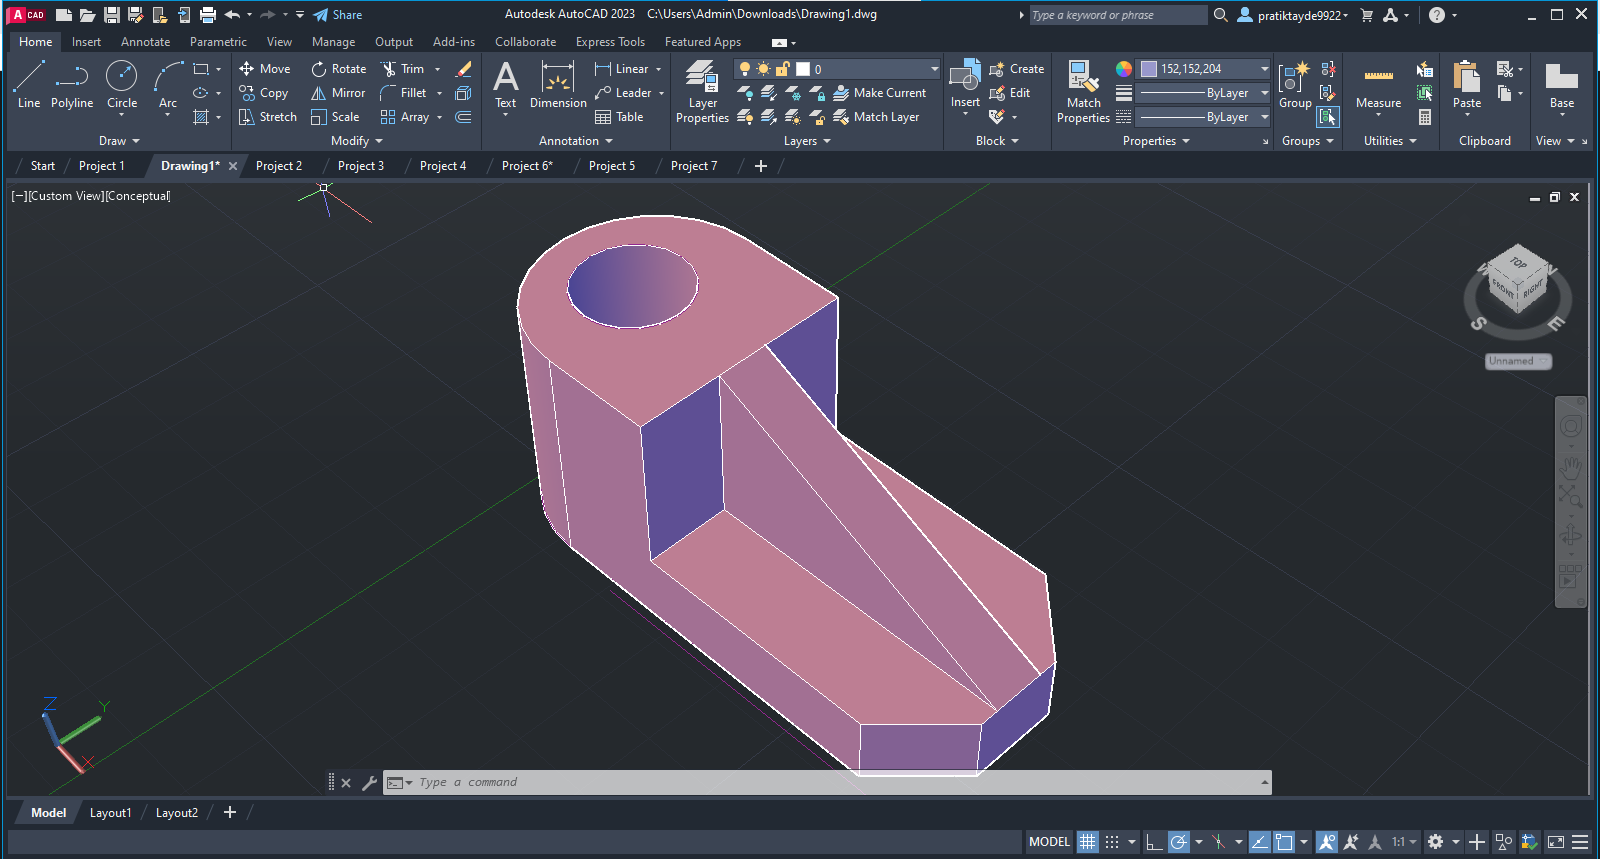 A CAD Share Autodesk AutoCAD 2023 C:\Users\Admin\Downloads\Drawing1.dwg Type a keyword or phrase pratiktayde9922
Home Insert Annotate Parametric View Manage Output Add-ins Collaborate Express Tools Featured Apps
Line Polyline Circle Arc
Move Rotate Trim
Copy Mirror Fillet
Stretch Scale Array
Text Dimension
Linear
Leader
Table
Layer Properties
0
Make Current
Match Layer
Insert
Create
Edit
Match Properties
152,152,204
ByLayer
ByLayer
Group
Measure
Paste
Base
Draw Modify Annotation Layers Block Properties Groups Utilities Clipboard View
Start Project 1 Drawing1* Project 2 Project 3 Project 4 Project 6* Project 5 Project 7
[−][Custom View][Conceptual]
TOP
W
FRONT RIGHT
S E
Unnamed
Z
Y
X
Type a command
Model Layout1 Layout2
MODEL 1:1